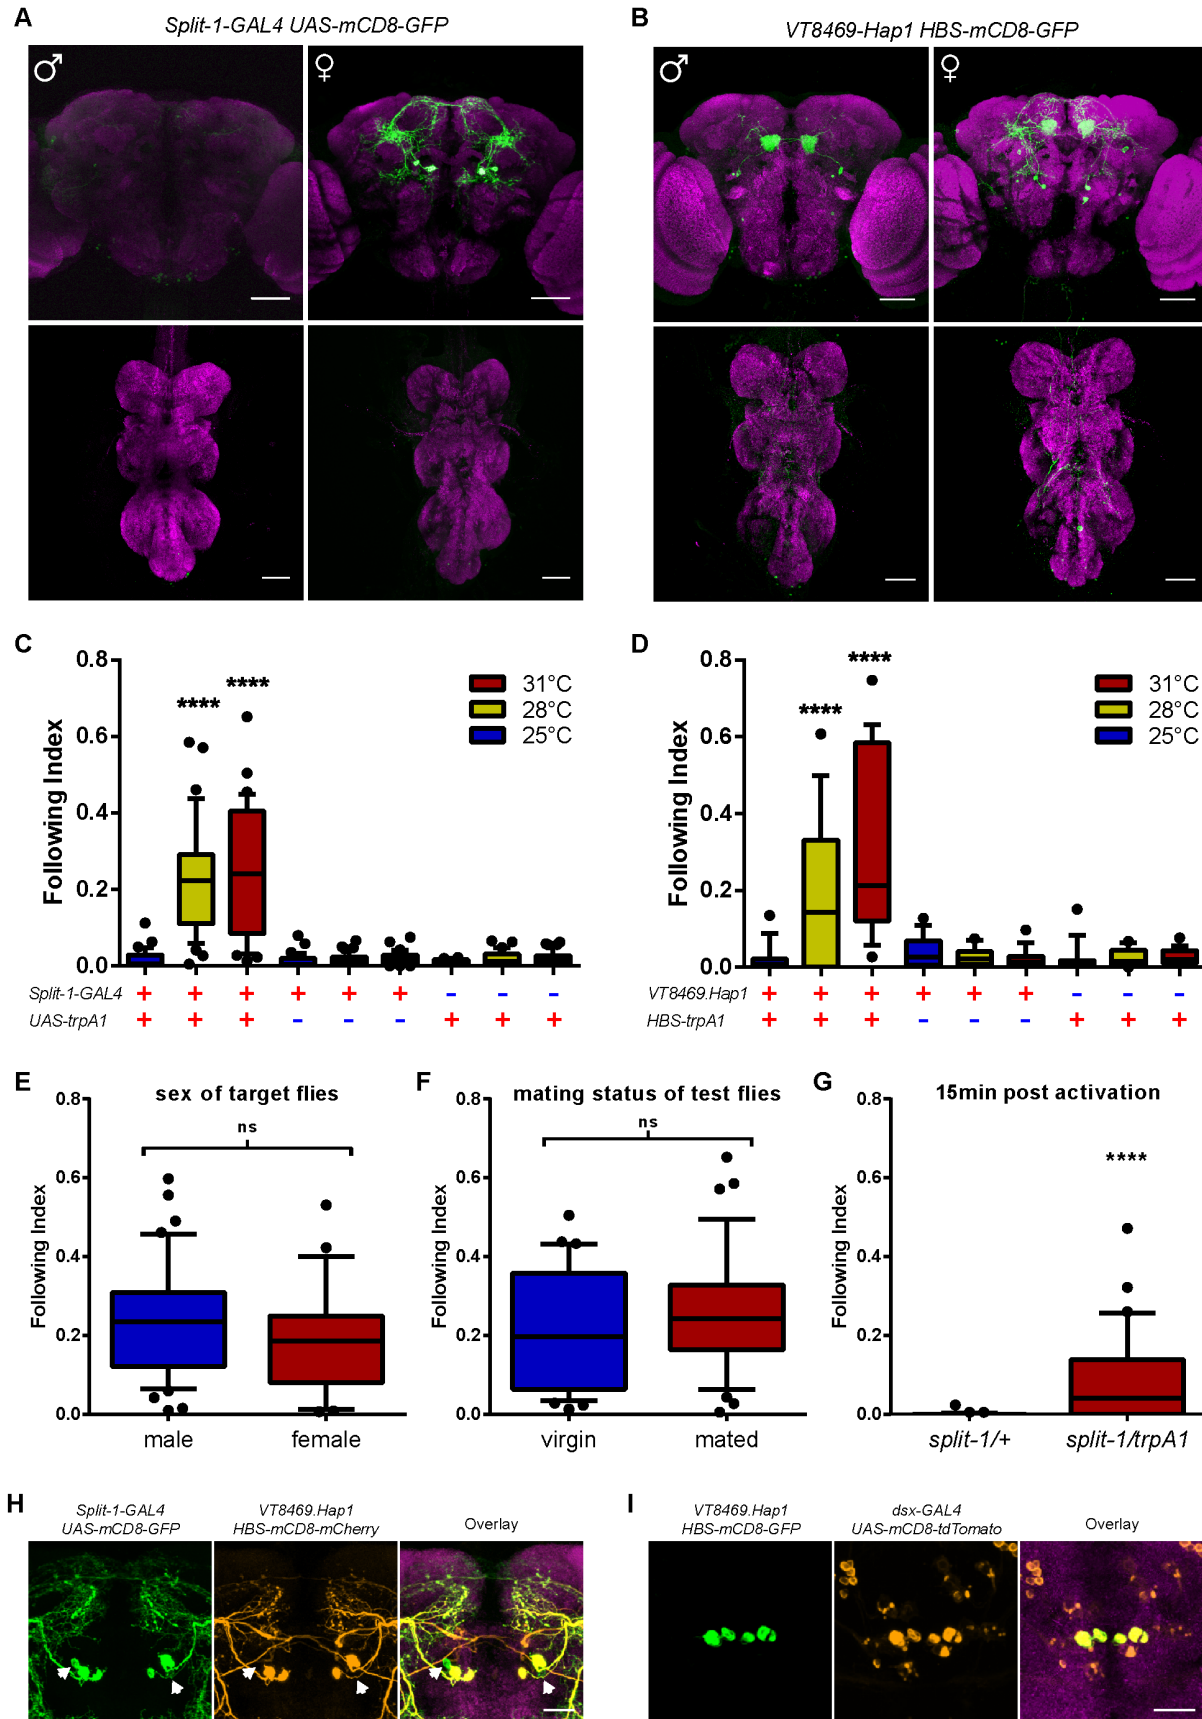 A
Split-1-GAL4 UAS-mCD8-GFP
♂
♀
B
VT8469-Hap1 HBS-mCD8-GFP
♂
♀
C
0.8
0.6
0.4
0.2
0.0
Following Index
****
****
31°C
28°C
25°C
Split-1-GAL4 + + + + + + - - -
UAS-trpA1 + + + - - - + + +
D
0.8
0.6
0.4
0.2
0.0
Following Index
****
****
31°C
28°C
25°C
VT8469.Hap1 + + + + + + - - -
HBS-trpA1 + + + - - - + + +
E
sex of target flies
ns
0.8
0.6
0.4
0.2
0.0
Following Index
male female
F
mating status of test flies
ns
0.8
0.6
0.4
0.2
0.0
Following Index
virgin mated
G
15min post activation
****
0.8
0.6
0.4
0.2
0.0
Following Index
split-1/+ split-1/trpA1
H
Split-1-GAL4
UAS-mCD8-GFP
VT8469.Hap1
HBS-mCD8-mCherry
Overlay
I
VT8469.Hap1
HBS-mCD8-GFP
dsx-GAL4
UAS-mCD8-tdTomato
Overlay